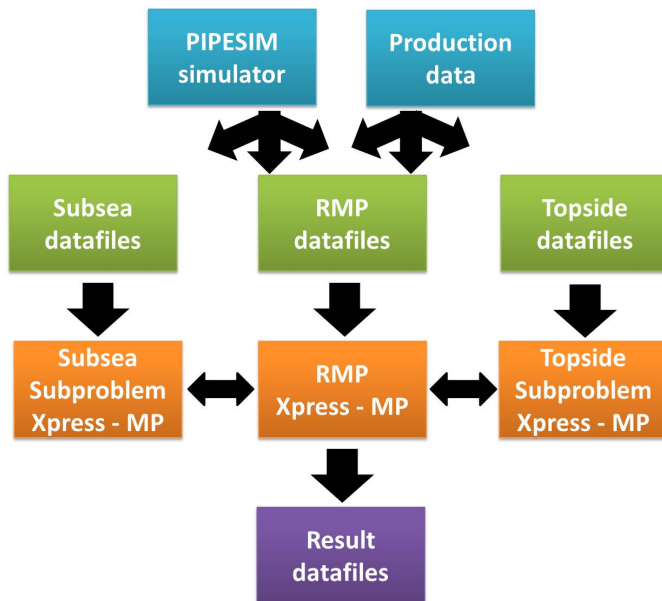 PIPESIM
simulator
Production
data
Subsea
datafiles
RMP
datafiles
Topside
datafiles
Subsea
Subproblem
Xpress - MP
RMP
Xpress - MP
Topside
Subproblem
Xpress - MP
Result
datafiles